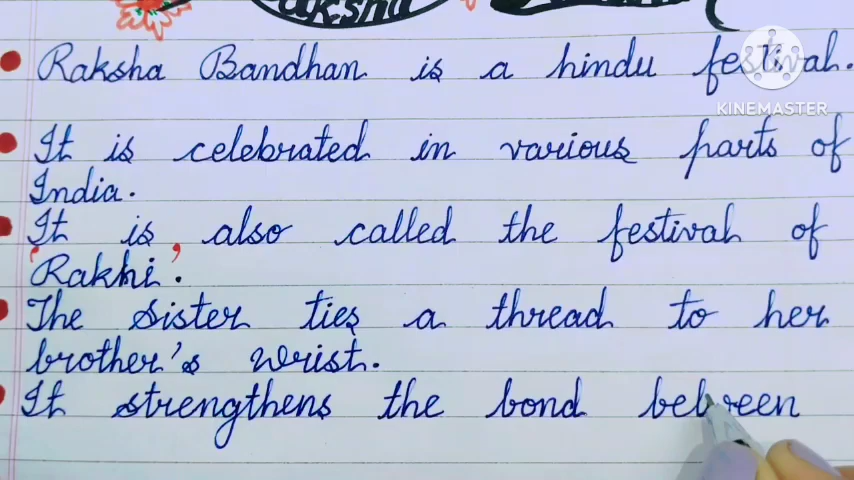 aksha
Raksha Bandhan is a hindu festival.
KINEMASTER
It is celebrated in various parts of
India.
It is also called the festival of
'Rakhi'.
The sister ties a thread to her
brother's wrist.
It strengthens the bond between